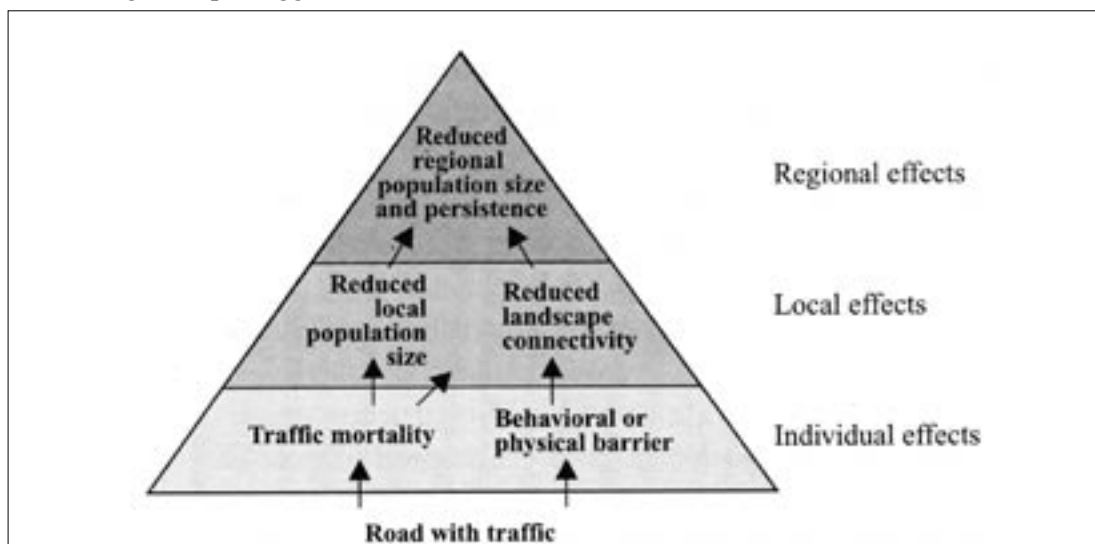 Reduced
regional
population size
and persistence
Regional effects
Reduced
local
population
size
Reduced
landscape
connectivity
Local effects
Traffic mortality
Behavioral or
physical barrier
Individual effects
Road with traffic